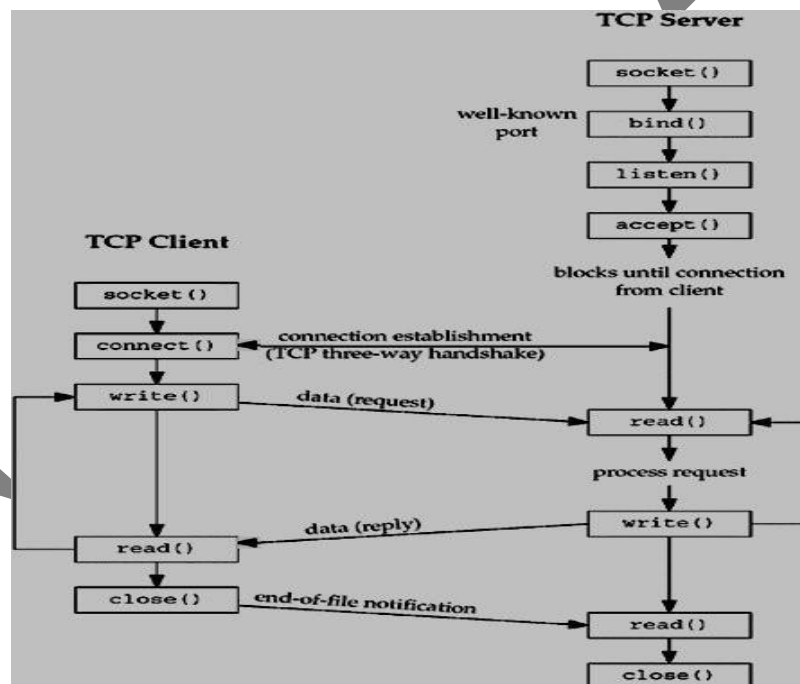 TCP Server
socket()
well-known
port
bind()
listen()
accept()
blocks until connection
from client
TCP Client
socket()
connect()
connection establishment
(TCP three-way handshake)
write()
data (request)
read()
process request
data (reply)
write()
read()
close()
end-of-file notification
read()
close()